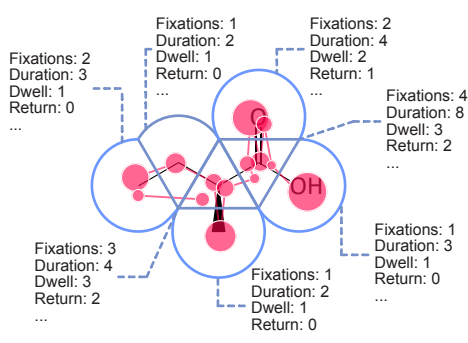 Fixations: 1
Duration: 2
Dwell: 1
Return: 0
...
Fixations: 2
Duration: 4
Dwell: 2
Return: 1
...
Fixations: 2
Duration: 3
Dwell: 1
Return: 0
...
Fixations: 4
Duration: 8
Dwell: 3
Return: 2
...
O
OH
Fixations: 3
Duration: 4
Dwell: 3
Return: 2
...
Fixations: 1
Duration: 2
Dwell: 1
Return: 0
Fixations: 1
Duration: 3
Dwell: 1
Return: 0
...